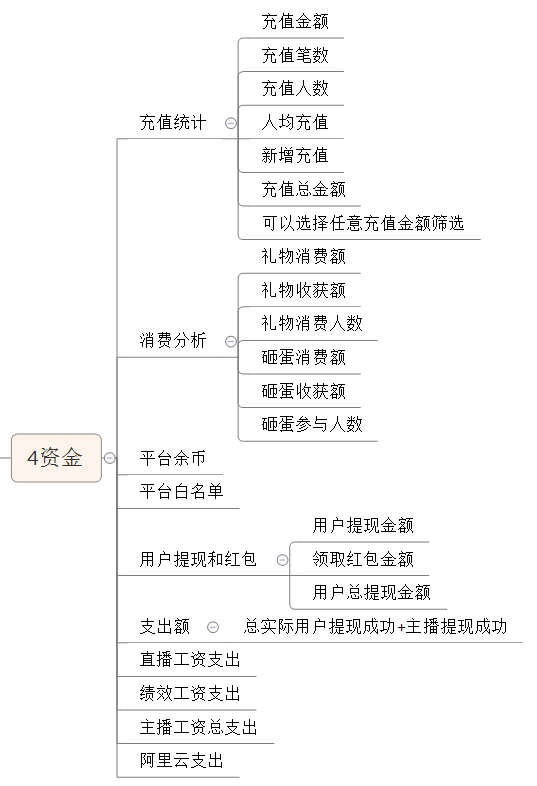 充值金额
充值笔数
充值人数
充值统计
人均充值
新增充值
充值总金额
可以选择任意充值金额筛选
礼物消费额
礼物收获额
礼物消费人数
消费分析
砸蛋消费额
砸蛋收获额
砸蛋参与人数
4资金
平台余币
平台白名单
用户提现金额
用户提现和红包
领取红包金额
用户总提现金额
支出额
总实际用户提现成功+主播提现成功
直播工资支出
绩效工资支出
主播工资总支出
阿里云支出